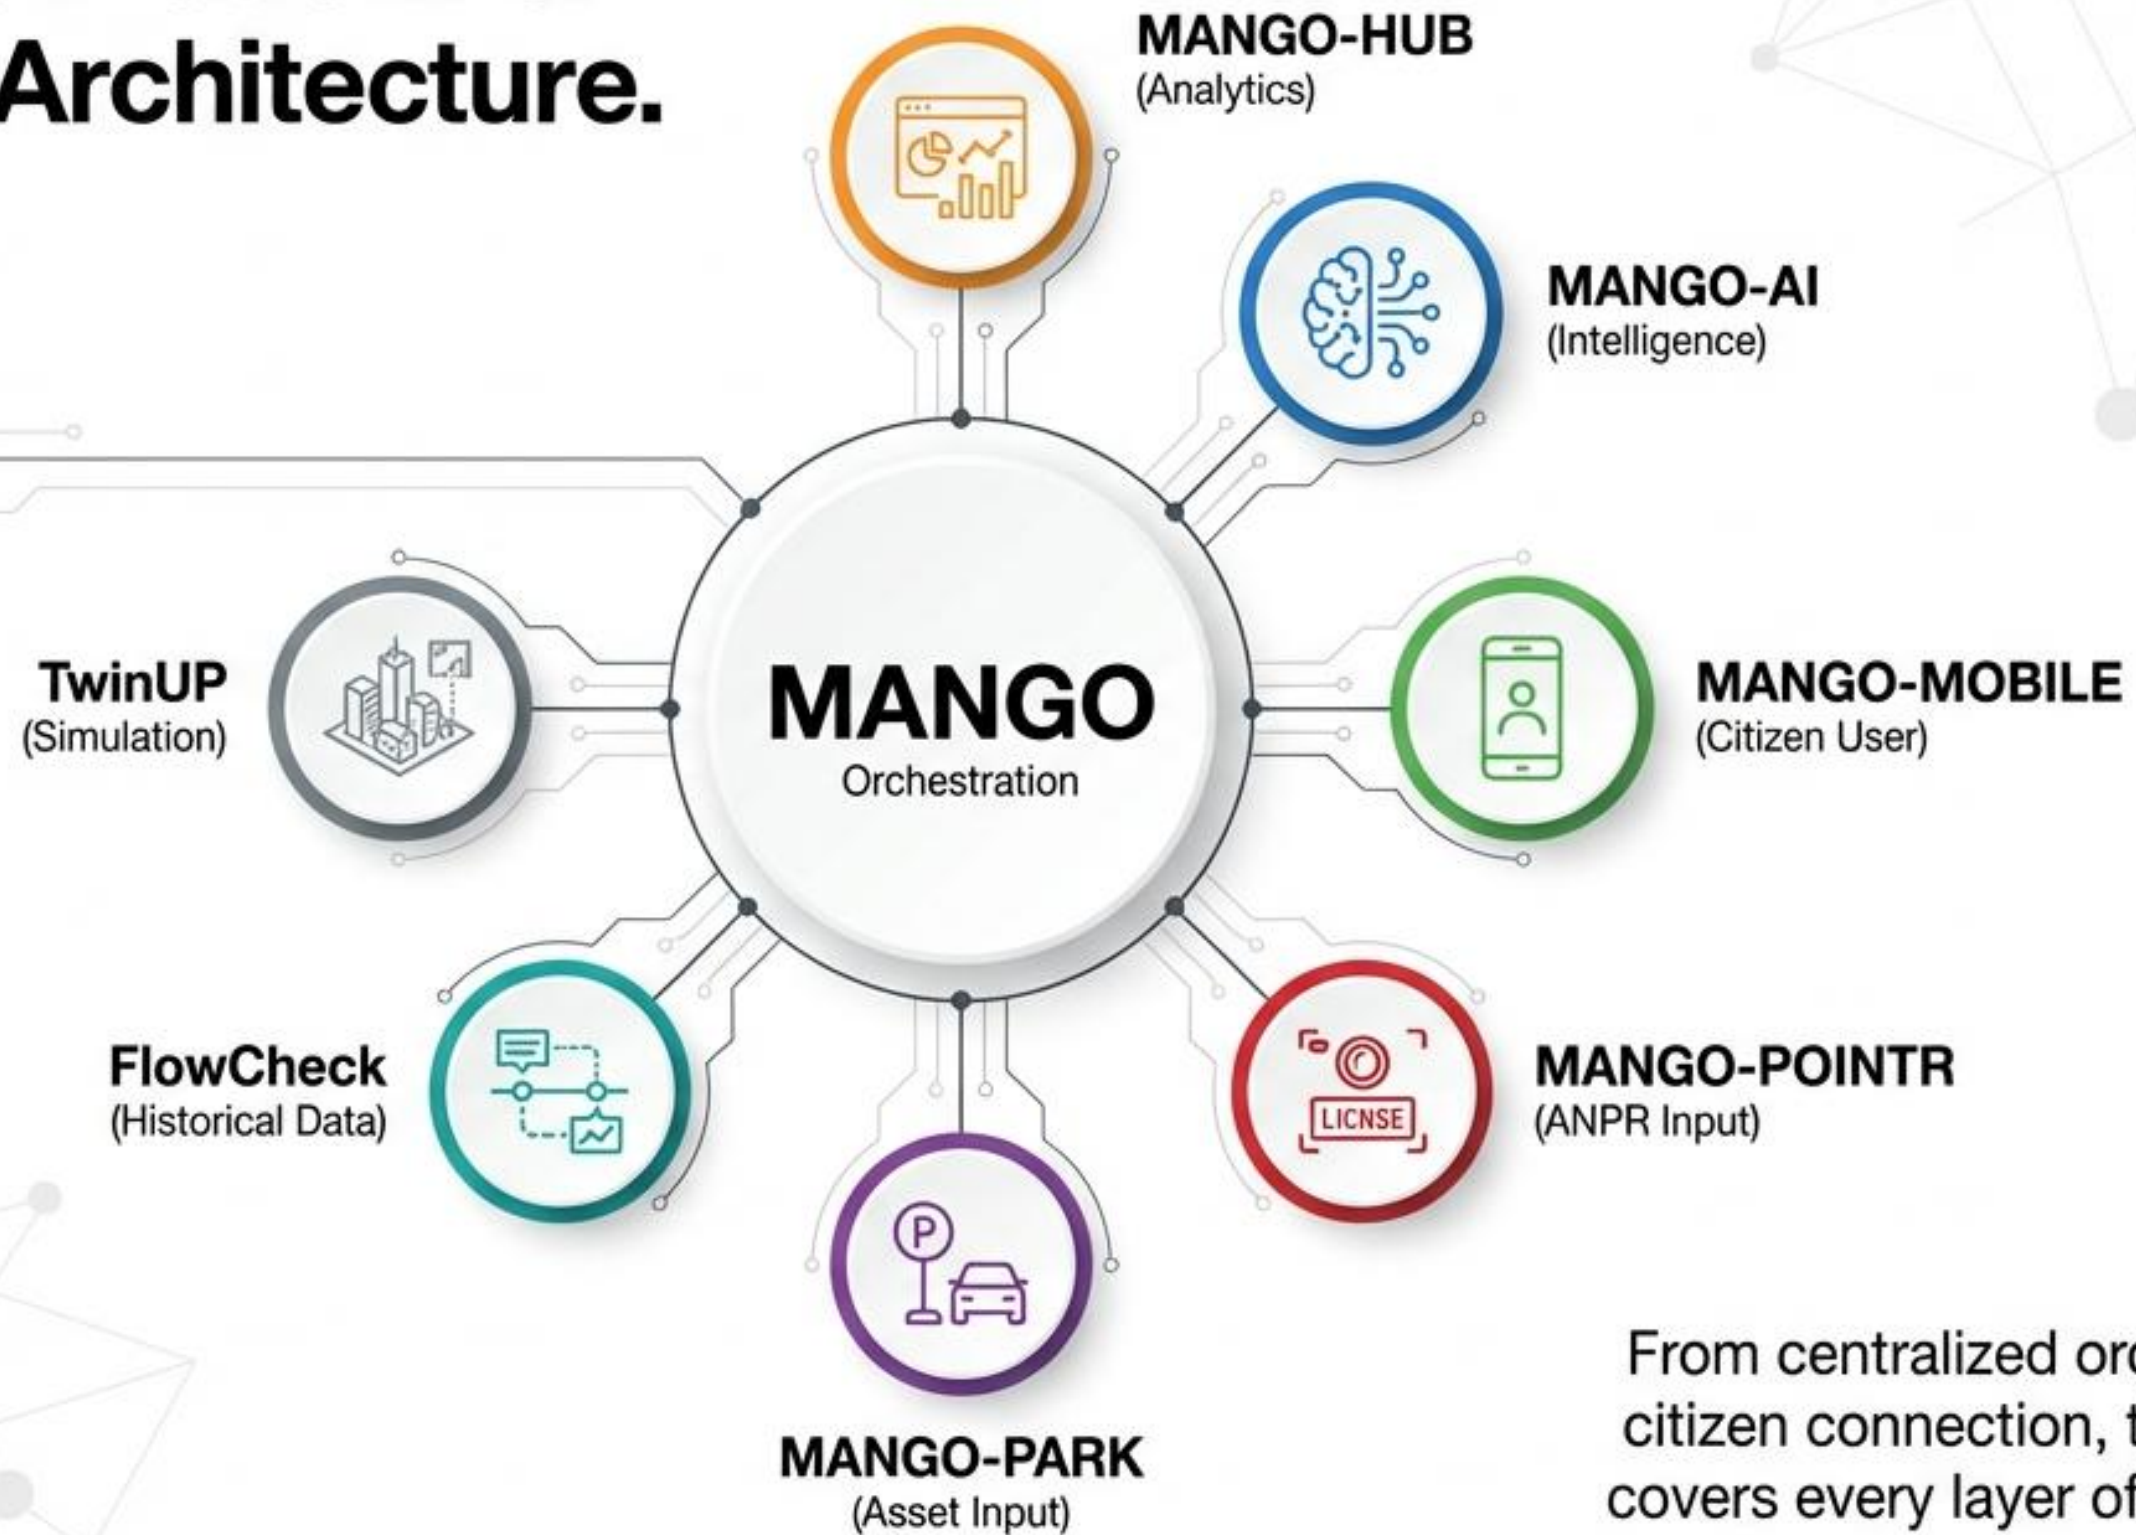 Architecture.
MANGO-HUB
(Analytics)
MANGO-AI
(Intelligence)
MANGO
Orchestration
TwinUP
(Simulation)
MANGO-MOBILE
(Citizen User)
FlowCheck
(Historical Data)
MANGO-POINTR
(ANPR Input)
LICNSE
P
MANGO-PARK
(Asset Input)
From centralized
citizen connection,
covers every layer of